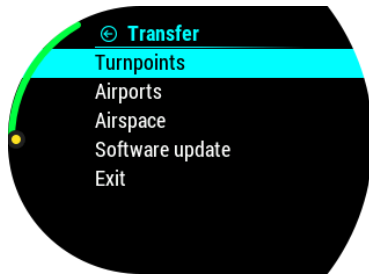 Transfer
Turnpoints
Airports
Airspace
Software update
Exit